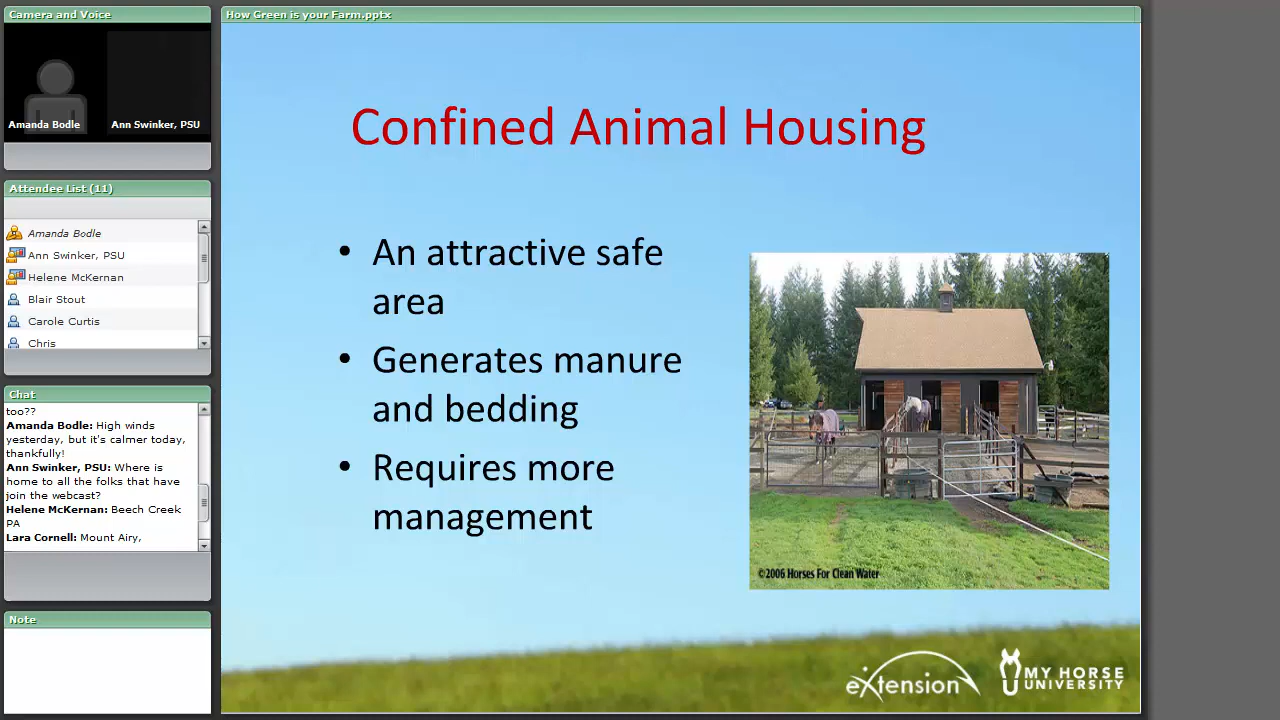 Camera and Voice
Amanda Bodle
Ann Swinker, PSU
Attendee List (11)
Amanda Bodle
Ann Swinker, PSU
Helene McKernan
Blair Stout
Carole Curtis
Chris
Chat
too??
Amanda Bodle: High winds
yesterday, but it's calmer today,
thankfully!
Ann Swinker, PSU: Where is
home to all the folks that have
join the webcast?
Helene McKernan: Beech Creek
PA
Lara Cornell: Mount Airy,
Note
How Green is your Farm.pptx
Confined Animal Housing
• An attractive safe
area
• Generates manure
and bedding
• Requires more
management
©2006 Horses For Clean Water
eXtension
MY HORSE
UNIVERSITY